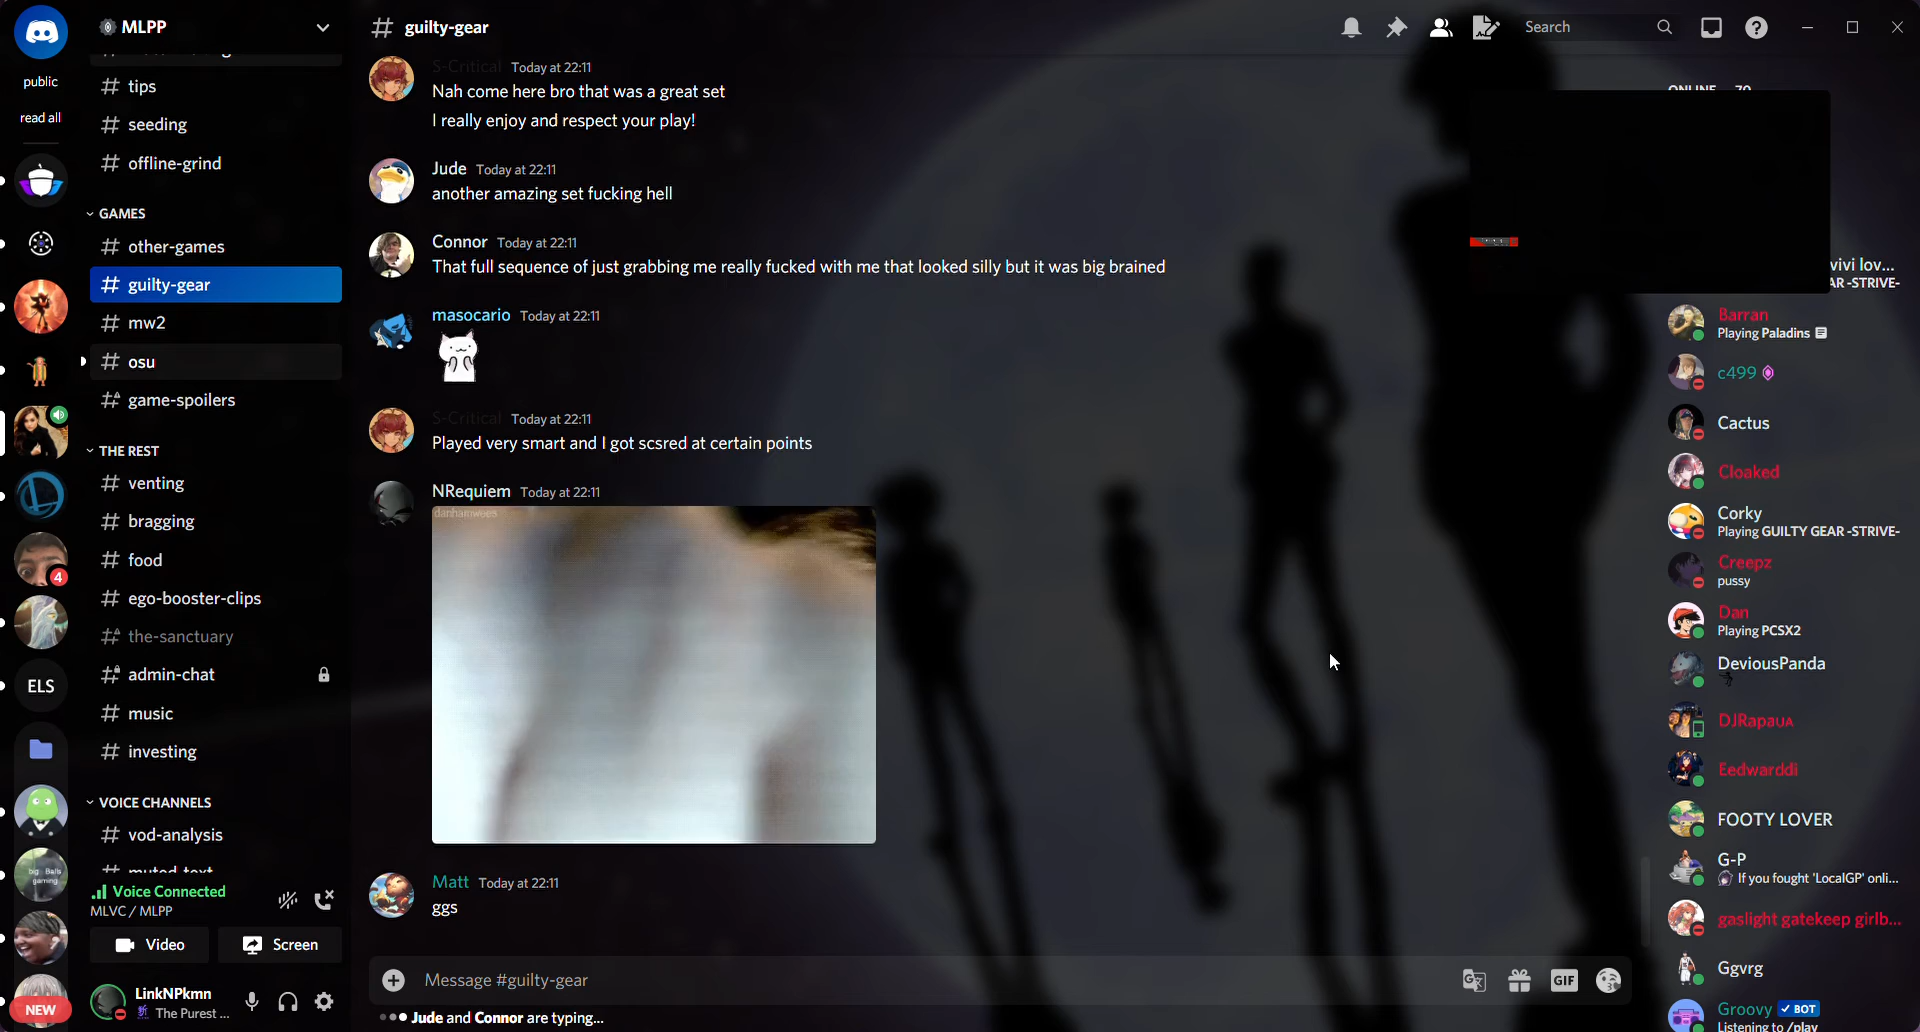 public
read all
ELS
NEW
4
big Balls
gaming
MLPP
# tips
# seeding
# offline-grind
GAMES
# other-games
# guilty-gear
# mw2
# osu
# game-spoilers
THE REST
# venting
# bragging
# food
# ego-booster-clips
# the-sanctuary
# admin-chat
# music
# investing
VOICE CHANNELS
# vod-analysis
# muted-text
Voice Connected
MLVC / MLPP
Video
Screen
LinkNPkmn
The Purest ...
# guilty-gear
Search
S-Critical Today at 22:11
Nah come here bro that was a great set
I really enjoy and respect your play!
Jude Today at 22:11
another amazing set fucking hell
Connor Today at 22:11
That full sequence of just grabbing me really fucked with me that looked silly but it was big brained
masocario Today at 22:11
S-Critical Today at 22:11
Played very smart and I got scsred at certain points
NRequiem Today at 22:11
danhamwees
Matt Today at 22:11
ggs
Message #guilty-gear
GIF
Jude and Connor are typing...
ONLINE — 70
vivi lov...
AR -STRIVE-
Barran
Playing Paladins
c499
Cactus
Cloaked
Corky
Playing GUILTY GEAR -STRIVE-
Creepz
pussy
Dan
Playing PCSX2
DeviousPanda
DJRapaua
Eedwarddi
FOOTY LOVER
G-P
If you fought 'LocalGP' onli...
gaslight gatekeep girlb...
Ggvrg
Groovy ✓ BOT
Listening to /play